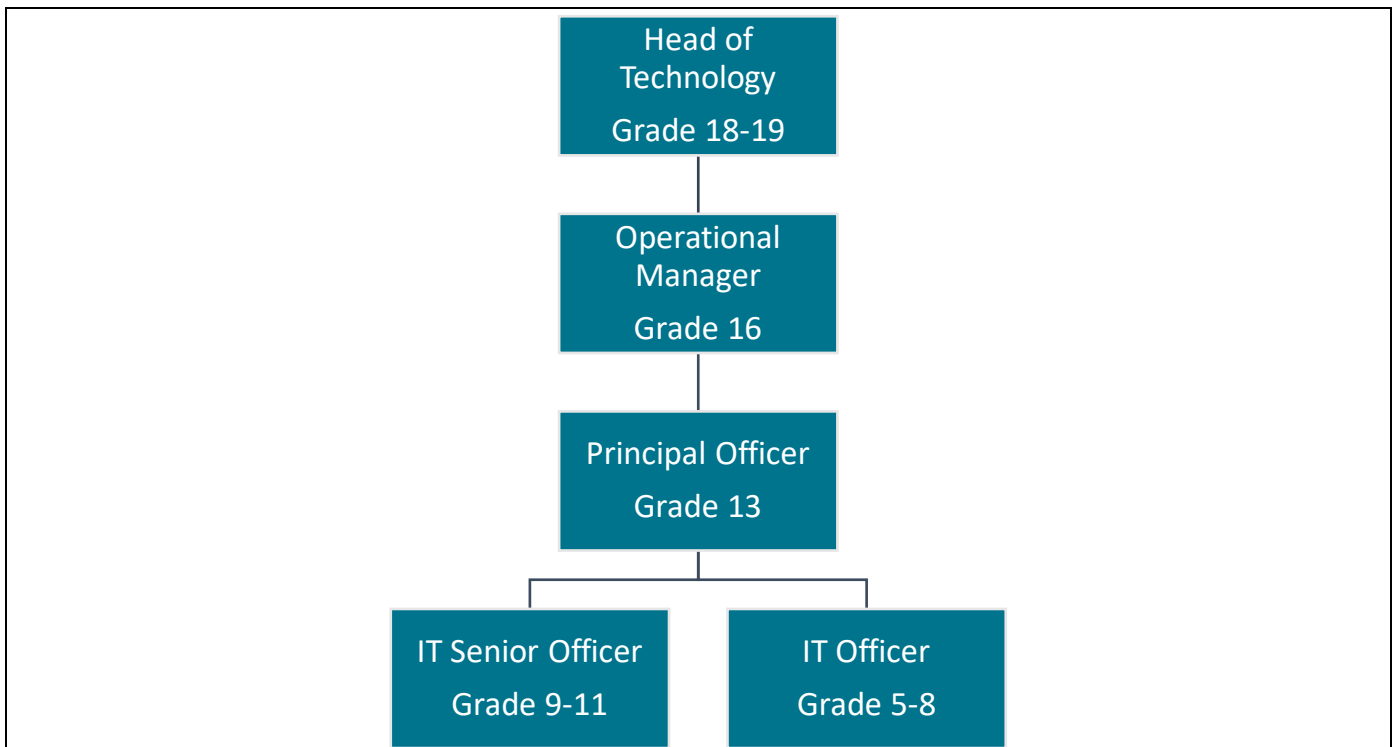 Head of
Technology
Grade 18-19
Operational
Manager
Grade 16
Principal Officer
Grade 13
IT Senior Officer
Grade 9-11
IT Officer
Grade 5-8